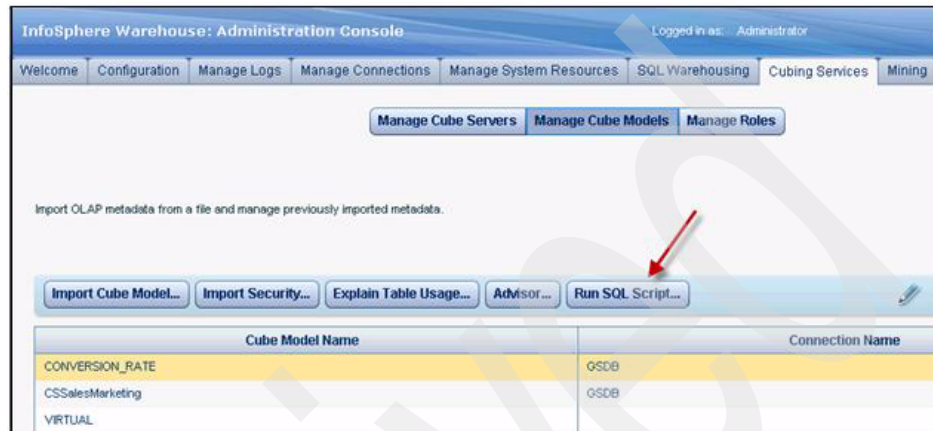 InfoSphere Warehouse: Administration Console Logged in as: Administrator
Welcome Configuration Manage Logs Manage Connections Manage System Resources SQL Warehousing Cubing Services Mining
Manage Cube Servers Manage Cube Models Manage Roles
Import OLAP metadata from a file and manage previously imported metadata.
Import Cube Model... Import Security... Explain Table Usage... Advisor... Run SQL Script...
Cube Model Name Connection Name
CONVERSION_RATE GSDB
CSSalesMarketing GSDB
VIRTUAL